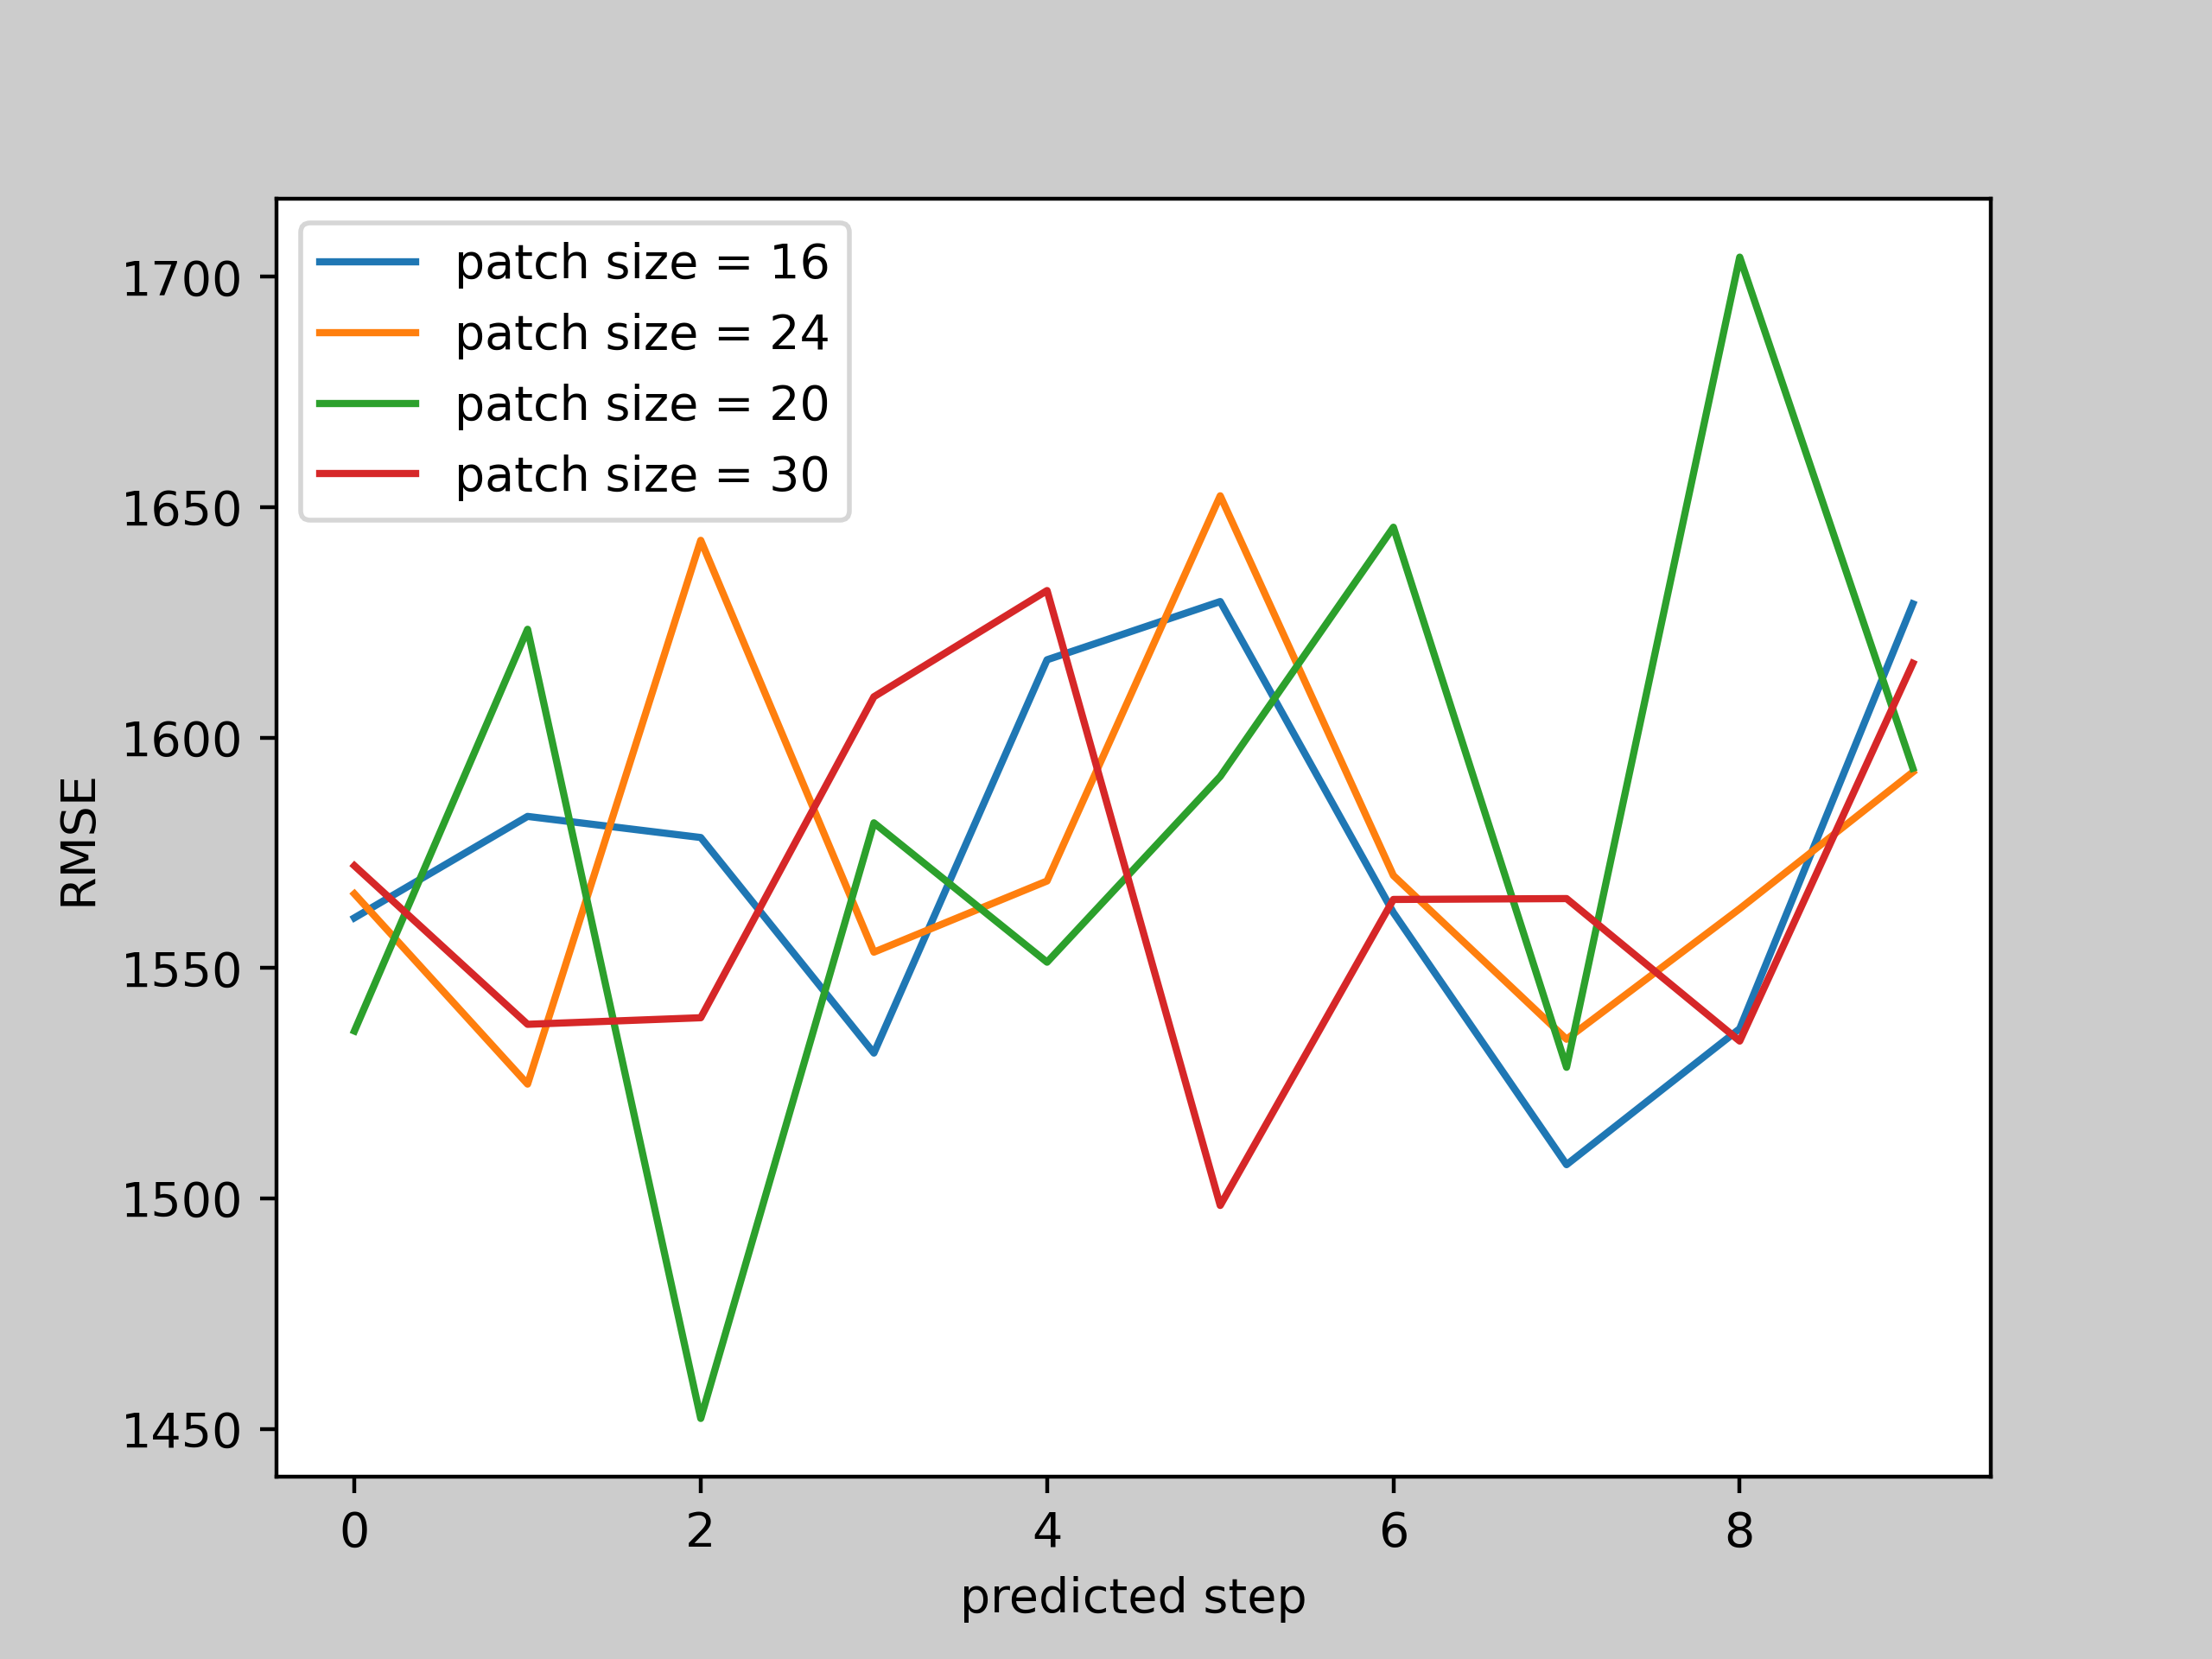 patch size = 16
patch size = 24
patch size = 20
patch size = 30
1700
1650
1600
1550
1500
1450
RMSE
0 2 4 6 8
predicted step